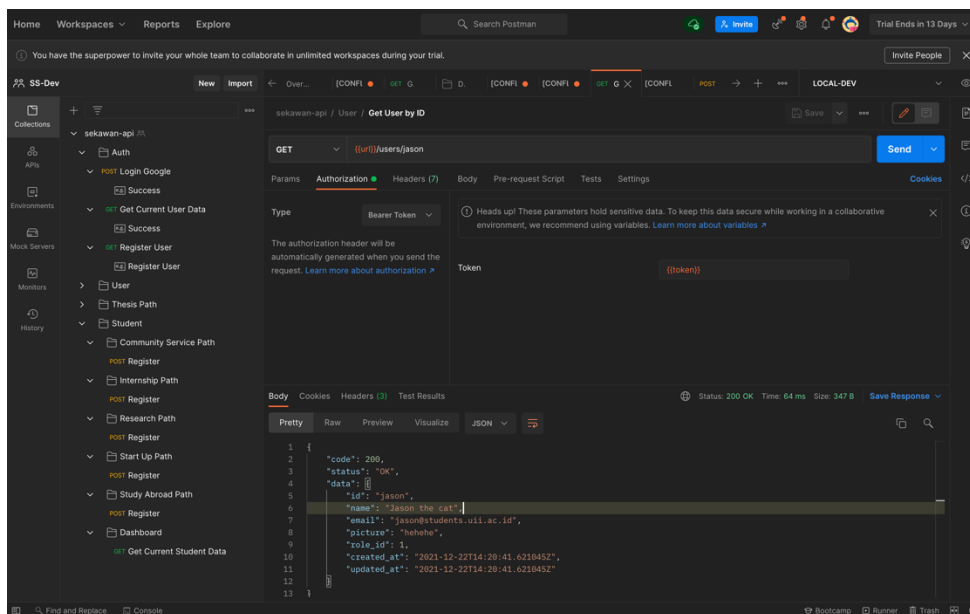 Home Workspaces Reports Explore Search Postman Invite Trial Ends in 13 Days
You have the superpower to invite your whole team to collaborate in unlimited workspaces during your trial. Invite People
SS-Dev New Import Over... [CONFL GET G. D. [CONFL [CONFL GET G [CONFL POST LOCAL-DEV
Collections
APIs
Environments
Mock Servers
Monitors
History
sekawan-api
Auth
POST Login Google
e.g. Success
GET Get Current User Data
e.g. Success
GET Register User
e.g. Register User
User
Thesis Path
Student
Community Service Path
POST Register
Internship Path
POST Register
Research Path
POST Register
Start Up Path
POST Register
Study Abroad Path
POST Register
Dashboard
GET Get Current Student Data
sekawan-api / User / Get User by ID Save
GET {{url}}/users/jason Send
Params Authorization Headers (7) Body Pre-request Script Tests Settings Cookies
Type Bearer Token
The authorization header will be
automatically generated when you send the
request. Learn more about authorization
Heads up! These parameters hold sensitive data. To keep this data secure while working in a collaborative
environment, we recommend using variables. Learn more about variables
Token {{token}}
Body Cookies Headers (3) Test Results Status: 200 OK Time: 64 ms Size: 347 B Save Response
Pretty Raw Preview Visualize JSON
1 {
2 "code": 200,
3 "status": "OK",
4 "data": {
5 "id": "jason",
6 "name": "Jason the cat",
7 "email": "jason@students.uii.ac.id",
8 "picture": "hehehe",
9 "role_id": 1,
10 "created_at": "2021-12-22T14:20:41.621045Z",
11 "updated_at": "2021-12-22T14:20:41.621045Z"
12 }
13 }
Find and Replace Console Bootcamp Runner Trash